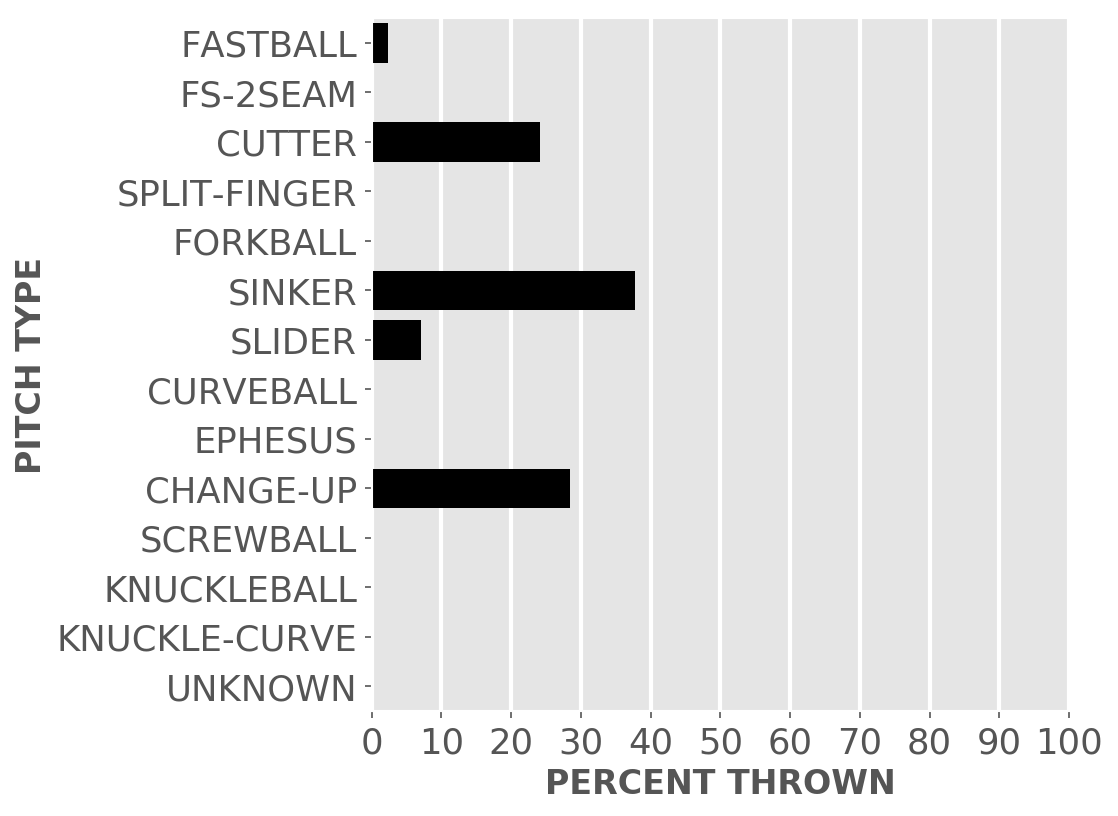 FASTBALL
FS-2SEAM
CUTTER
SPLIT-FINGER
FORKBALL
SINKER
SLIDER
CURVEBALL
EPHESUS
CHANGE-UP
SCREWBALL
KNUCKLEBALL
KNUCKLE-CURVE
UNKNOWN
PITCH TYPE
0 10 20 30 40 50 60 70 80 90 100
PERCENT THROWN